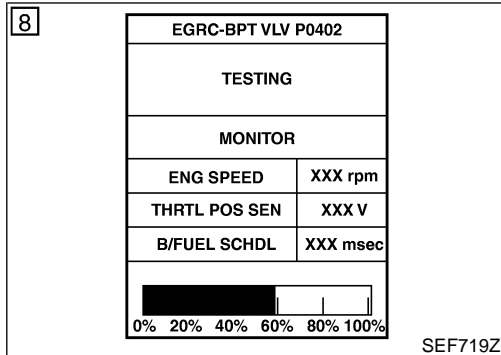 8
EGRC-BPT VLV P0402
TESTING
MONITOR
ENG SPEED XXX rpm
THRTL POS SEN XXX V
B/FUEL SCHDL XXX msec
0% 20% 40% 60% 80% 100%
SEF719Z